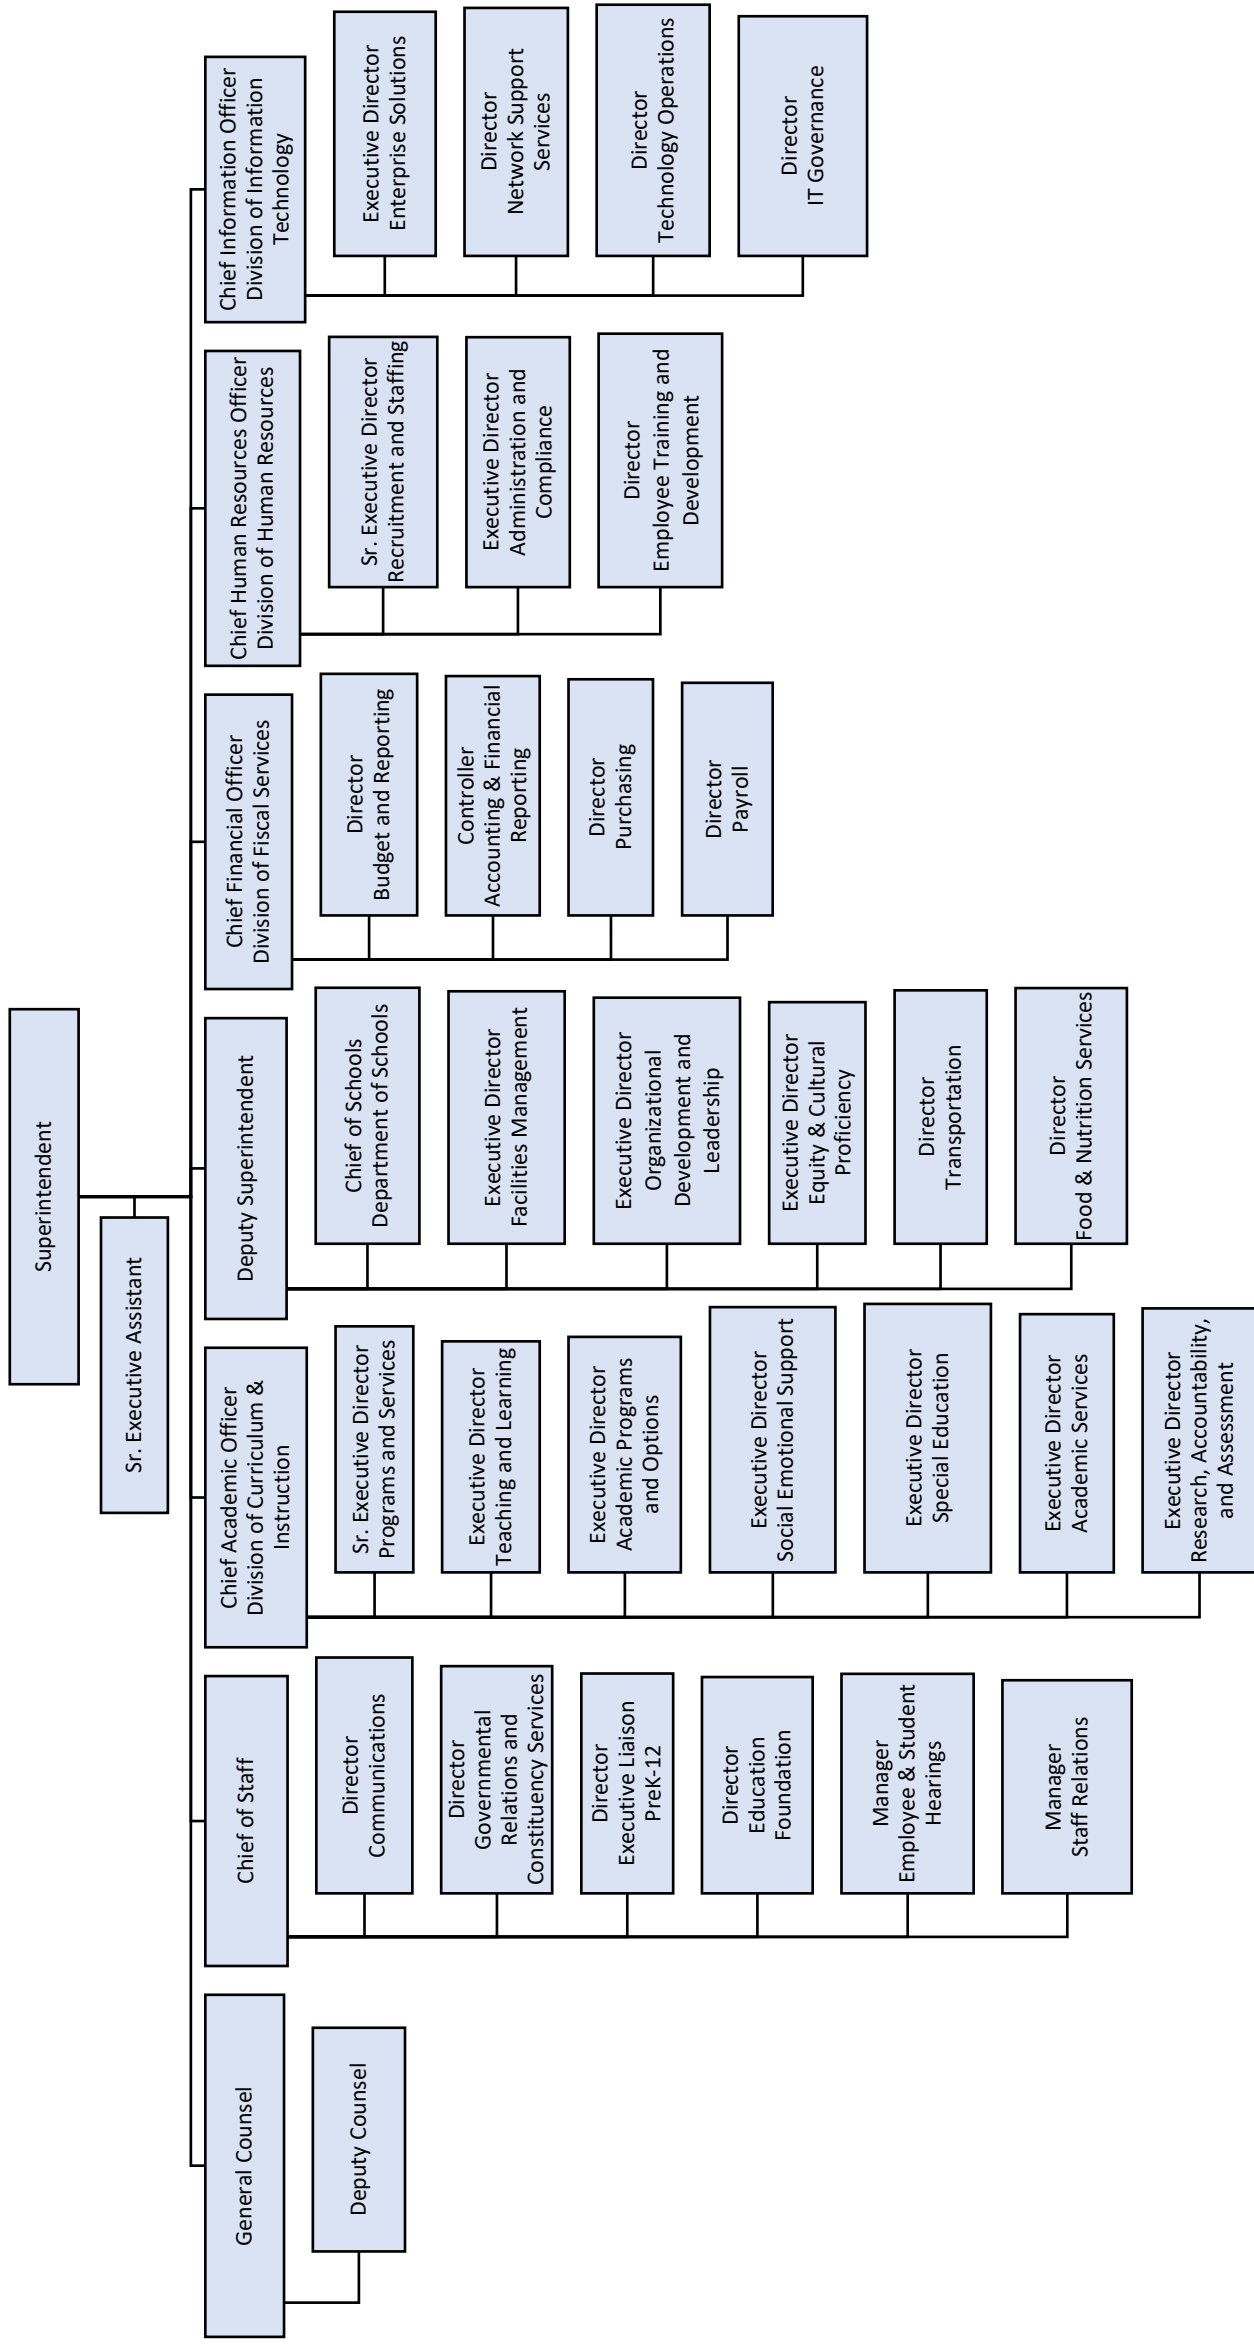 Superintendent
Sr. Executive Assistant
General Counsel
Deputy Counsel
Chief of Staff
Director
Communications
Director
Governmental
Relations and
Constituency Services
Director
Executive Liaison
PreK-12
Director
Education
Foundation
Manager
Employee & Student
Hearings
Manager
Staff Relations
Chief Academic Officer
Division of Curriculum &
Instruction
Sr. Executive Director
Programs and Services
Executive Director
Teaching and Learning
Executive Director
Academic Programs
and Options
Executive Director
Social Emotional Support
Executive Director
Special Education
Executive Director
Academic Services
Executive Director
Research, Accountability,
and Assessment
Deputy Superintendent
Chief of Schools
Department of Schools
Executive Director
Facilities Management
Executive Director
Organizational
Development and
Leadership
Executive Director
Equity & Cultural
Proficiency
Director
Transportation
Director
Food & Nutrition Services
Chief Financial Officer
Division of Fiscal Services
Director
Budget and Reporting
Controller
Accounting & Financial
Reporting
Director
Purchasing
Director
Payroll
Chief Human Resources Officer
Division of Human Resources
Sr. Executive Director
Recruitment and Staffing
Executive Director
Administration and
Compliance
Director
Employee Training and
Development
Chief Information Officer
Division of Information
Technology
Executive Director
Enterprise Solutions
Director
Network Support
Services
Director
Technology Operations
Director
IT Governance